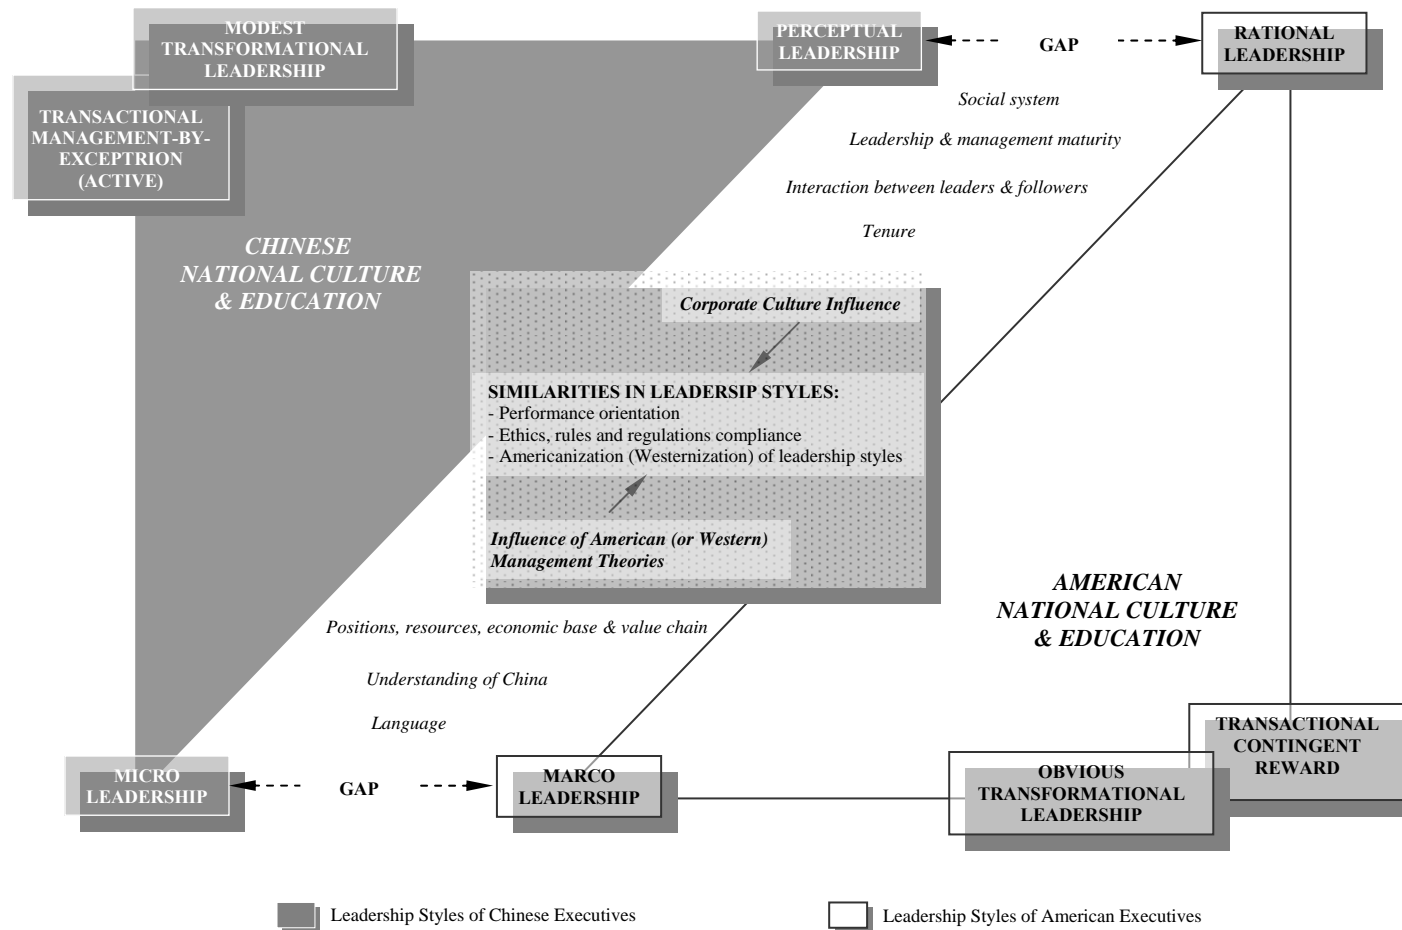 MODEST
TRANSFORMATIONAL
LEADERSHIP
TRANSACTIONAL
MANAGEMENT-BY-
EXCEPTRION
(ACTIVE)
PERCEPTUAL
LEADERSHIP
GAP
RATIONAL
LEADERSHIP
Social system
Leadership & management maturity
Interaction between leaders & followers
Tenure
CHINESE
NATIONAL CULTURE
& EDUCATION
Corporate Culture Influence
SIMILARITIES IN LEADERSIP STYLES:
- Performance orientation
- Ethics, rules and regulations compliance
- Americanization (Westernization) of leadership styles
Influence of American (or Western)
Management Theories
AMERICAN
NATIONAL CULTURE
& EDUCATION
Positions, resources, economic base & value chain
Understanding of China
Language
MICRO
LEADERSHIP
GAP
MARCO
LEADERSHIP
OBVIOUS
TRANSFORMATIONAL
LEADERSHIP
TRANSACTIONAL
CONTINGENT
REWARD
Leadership Styles of Chinese Executives
Leadership Styles of American Executives